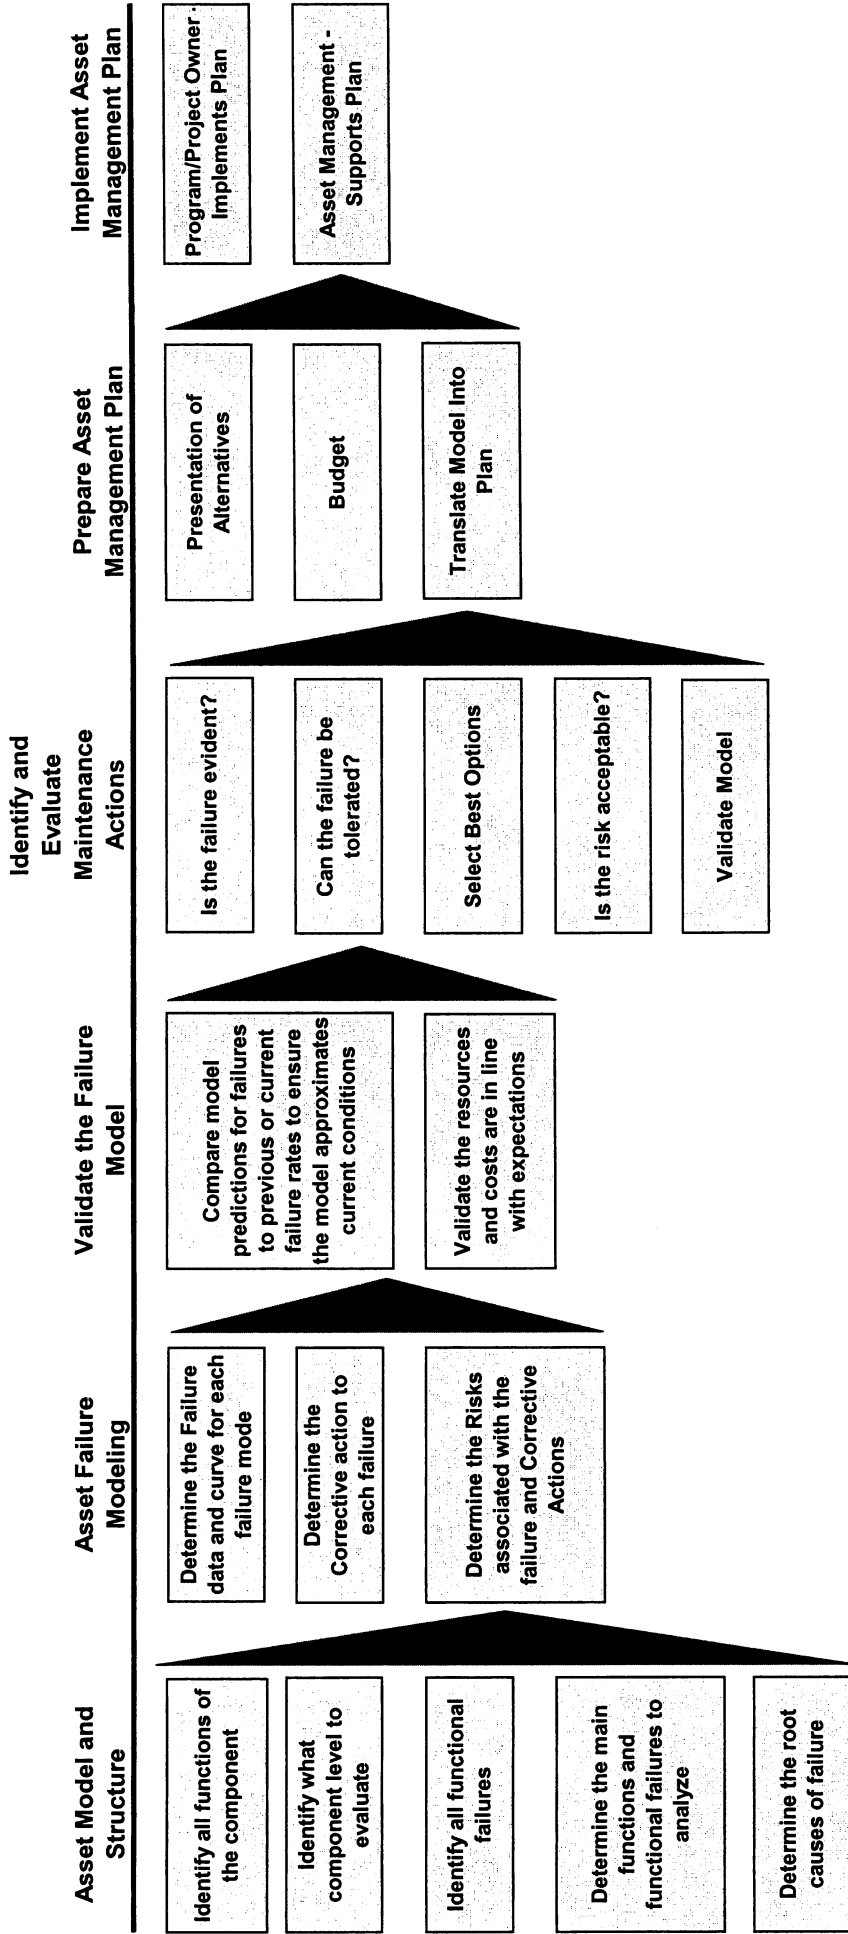 Asset Model and
Structure
Identify all functions of
the component
Identify what
component level to
evaluate
Identify all functional
failures
Determine the main
functions and
functional failures to
analyze
Determine the root
causes of failure
Asset Failure
Modeling
Determine the Failure
data and curve for each
failure mode
Determine the
Corrective action to
each failure
Determine the Risks
associated with the
failure and Corrective
Actions
Validate the Failure
Model
Compare model
predictions for failures
to previous or current
failure rates to ensure
the model approximates
current conditions
Validate the resources
and costs are in line
with expectations
Identify and
Evaluate
Maintenance
Actions
Is the failure evident?
Can the failure be
tolerated?
Select Best Options
Is the risk acceptable?
Validate Model
Prepare Asset
Management Plan
Presentation of
Alternatives
Budget
Translate Model Into
Plan
Implement Asset
Management Plan
Program/Project Owner -
Implements Plan
Asset Management -
Supports Plan